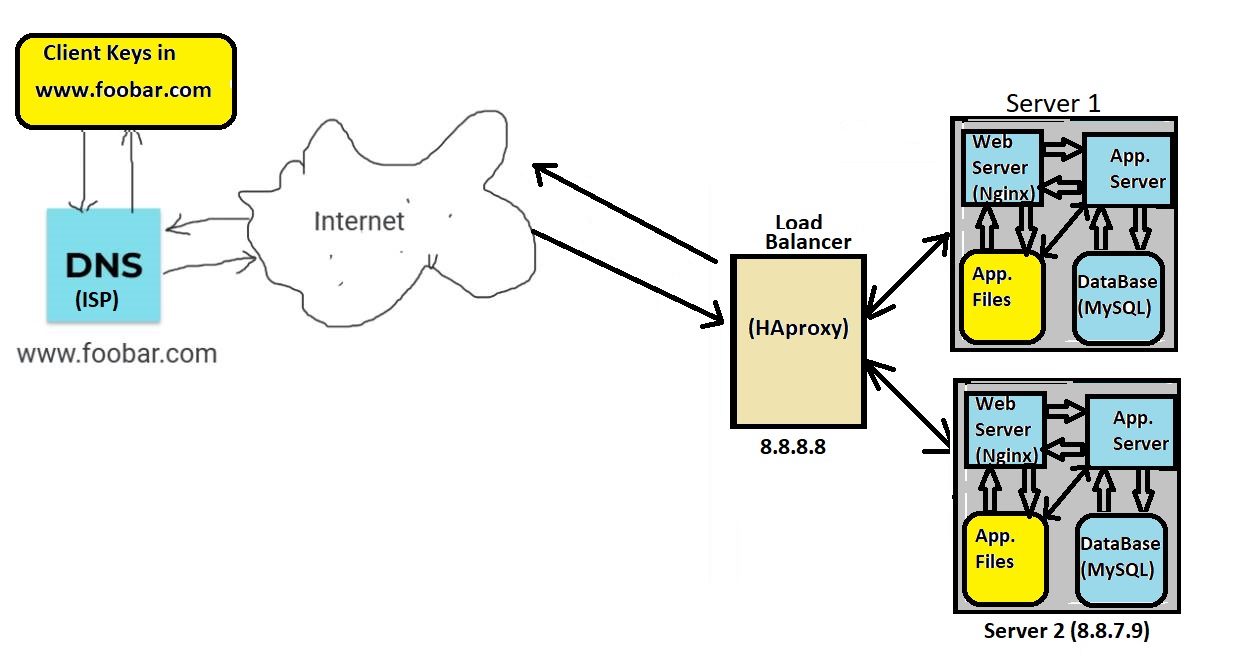 Client Keys in
www.foobar.com
DNS
(ISP)
www.foobar.com
Internet
Load
Balancer
(HAproxy)
8.8.8.8
Server 1
Web
Server
(Nginx)
App.
Server
App.
Files
DataBase
(MySQL)
Web
Server
(Nginx)
App.
Server
App.
Files
DataBase
(MySQL)
Server 2 (8.8.7.9)